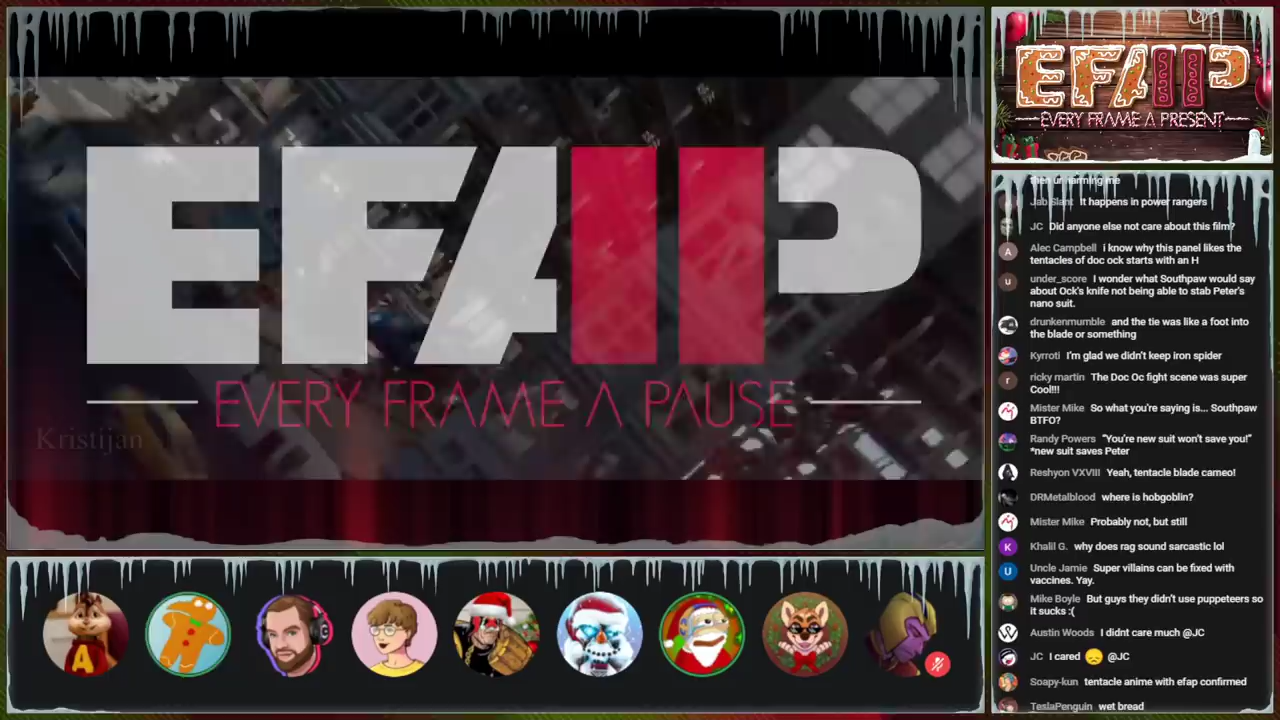 EFAP
EVERY FRAME A PAUSE
Kristijan
EFAP
EVERY FRAME A PRESENT
then ur harming me
Jab Slant It happens in power rangers
JC Did anyone else not care about this film?
A
Alec Campbell i know why this panel likes the
tentacles of doc ock starts with an H
u
under_score I wonder what Southpaw would say
about Ock's knife not being able to stab Peter's
nano suit.
drunkenmumble and the tie was like a foot into
the blade or something
Kyrroti I'm glad we didn't keep iron spider
r
ricky martin The Doc Oc fight scene was super
Cool!!!
Mister Mike So what you're saying is... Southpaw
BTFO?
Randy Powers "You're new suit won't save you!"
*new suit saves Peter
Reshyon VXVIII Yeah, tentacle blade cameo!
DRMetalblood where is hobgoblin?
Mister Mike Probably not, but still
K
Khalil G. why does rag sound sarcastic lol
U
Uncle Jamie Super villains can be fixed with
vaccines. Yay.
Mike Boyle But guys they didn't use puppeteers so
it sucks :(
Austin Woods I didnt care much @JC
JC I cared 😞 @JC
Soapy-kun tentacle anime with efap confirmed
TeslaPenguin wet bread
A